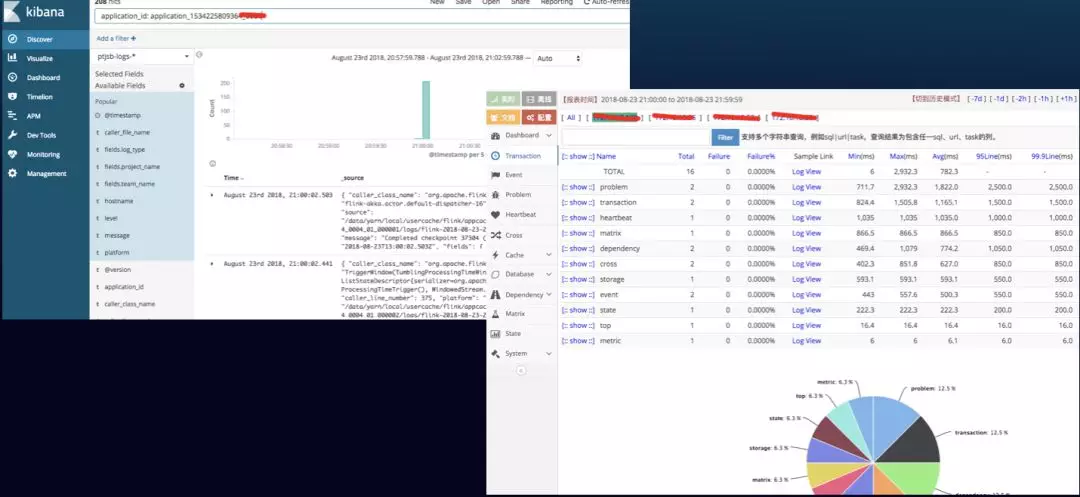 208 hits
New Save Open Share Reporting Auto-refre
kibana
application_id: application_153422580936
Discover
Visualize
Dashboard
Timelion
APM
Dev Tools
Monitoring
Management
Add a filter +
ptjsb-logs-*
Selected Fields
Available Fields
Popular
@timestamp
t caller_file_name
t fields.log_type
t fields.project_name
t fields.team_name
t hostname
t level
t message
t platform
t @version
t application_id
t caller_class_name
August 23rd 2018, 20:57:59.788 - August 23rd 2018, 21:02:59.788 — Auto
Count
200
150
100
50
0
20:58:00 20:59:00 21:00:00
@timestamp per 5
Time _source
August 23rd 2018, 21:00:02.503 { "caller_class_name": "org.apache.flink
"flink-akka.actor.default-dispatcher-16"
"source":
"/data/yarn/local/usercache/flink/appcac
"message": "Completed checkpoint 37504 (
"2018-08-23T13:00:02.503Z", "fields": {
August 23rd 2018, 21:00:02.441 { "caller_class_name": "org.apache.flink
"TriggerWindow(TumblingProcessingTimeWin
ListStateDescriptor{serializer=org.apach
ProcessingTimeTrigger(), WindowedStream.
"caller_line_number": 375, "platform": "
"/data/yarn/local/usercache/flink/appcac
4_0004_01_000002/logs/flink-2018-08-23-2
实时 离线
文档 配置
Dashboard
Transaction
Event
Problem
Heartbeat
Cross
Cache
Database
Dependency
Matrix
State
System
【报表时间】2018-08-23 21:00:00 to 2018-08-23 21:59:59
【切到历史模式】 [ -7d ] [ -1d ] [ -2h ] [ -1h ] [ +1h ]
[ All ]
Filter 支持多个字符串查询，例如sql|url|task，查询结果为包含任一sql、url、task的列。
[:: show ::] Name Total Failure Failure% Sample Link Min(ms) Max(ms) Avg(ms) 95Line(ms) 99.9Line(ms)
TOTAL 16 0 0.0000% Log View 6 2,932.3 782.3 -
[:: show ::] problem 2 0 0.0000% Log View 711.7 2,932.3 1,822.0 2,500.0 2,500.0
[:: show ::] transaction 2 0 0.0000% Log View 824.4 1,505.8 1,165.1 1,500.0 1,500.0
[:: show ::] heartbeat 1 0 0.0000% Log View 1,035 1,035 1,035.0 1,000.0 1,000.0
[:: show ::] matrix 1 0 0.0000% Log View 866.5 866.5 866.5 850.0 850.0
[:: show ::] dependency 2 0 0.0000% Log View 469.4 1,079 774.2 1,050.0 1,050.0
[:: show ::] cross 2 0 0.0000% Log View 402.3 851.8 627.0 850.0 850.0
[:: show ::] storage 1 0 0.0000% Log View 593.1 593.1 593.1 550.0 550.0
[:: show ::] event 2 0 0.0000% Log View 443 557.6 500.3 550.0 550.0
[:: show ::] state 1 0 0.0000% Log View 222.3 222.3 222.3 200.0 200.0
[:: show ::] top 1 0 0.0000% Log View 16.4 16.4 16.4 16.0 16.0
[:: show ::] metric 1 0 0.0000% Log View 6 6 6.1 6.0 6.0
metric: 6.3 %
problem: 12.5 %
top: 6.3 %
state: 6.3 %
transaction: 12.5 %
storage: 6.3 %
matrix: 6.3 %